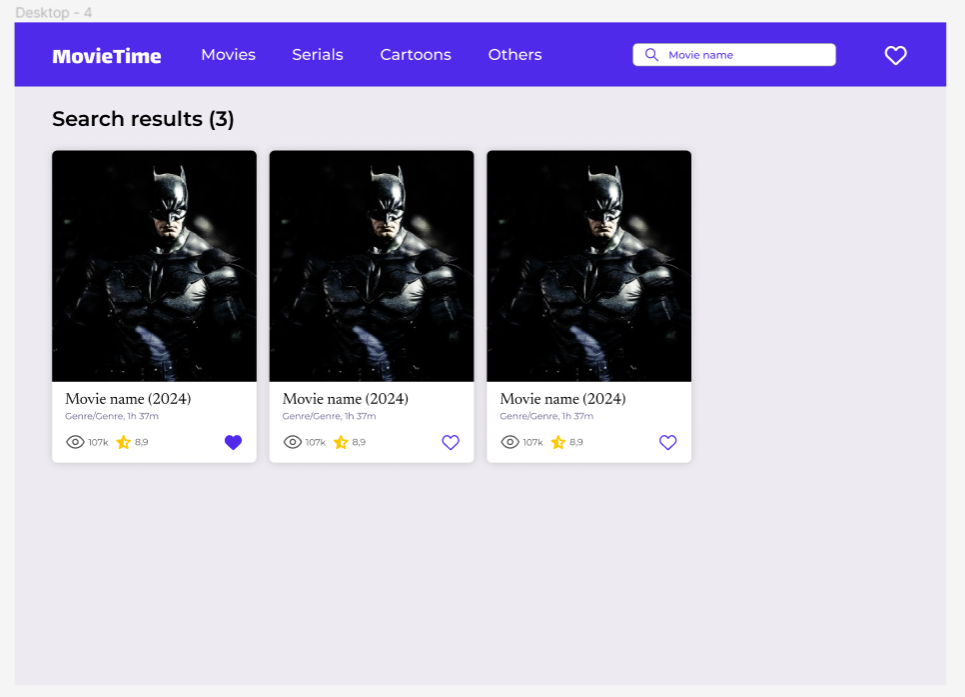 Desktop - 4
MovieTime Movies Serials Cartoons Others Movie name
Search results (3)
Movie name (2024)
Genre/Genre, 1h 37m
107k 8,9
Movie name (2024)
Genre/Genre, 1h 37m
107k 8,9
Movie name (2024)
Genre/Genre, 1h 37m
107k 8,9